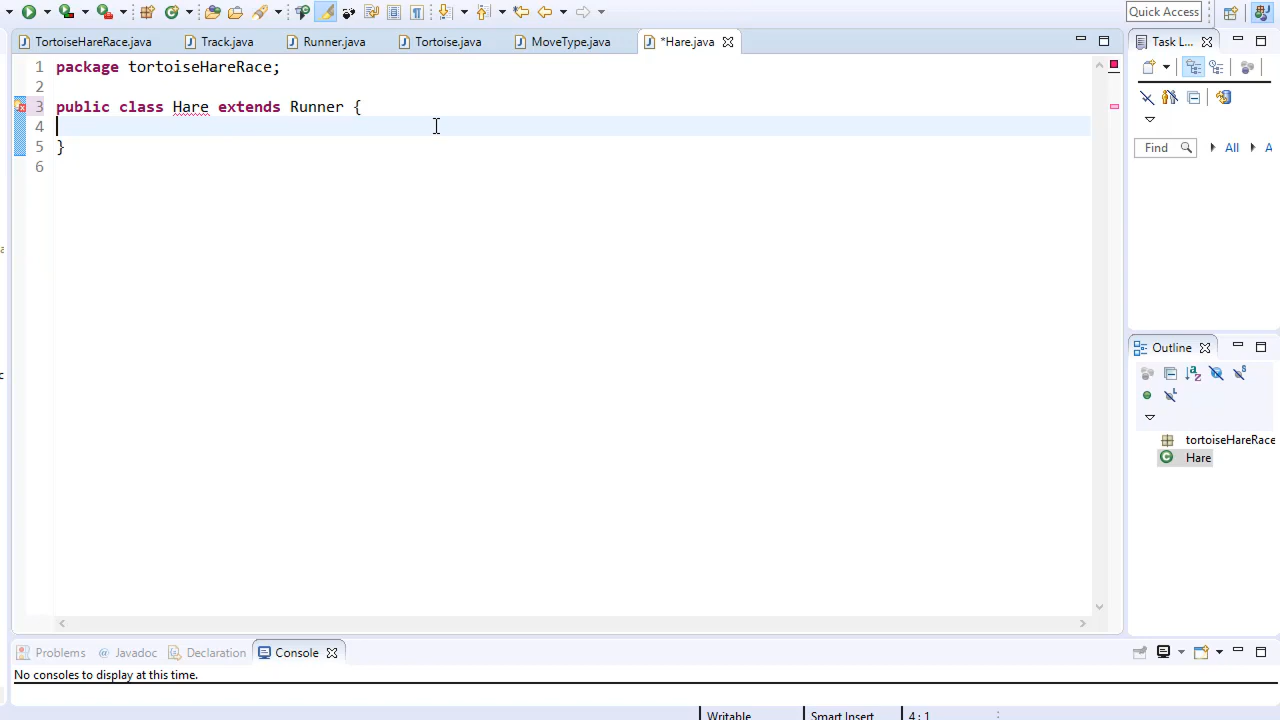 Quick Access
TortoiseHareRace.java
Track.java
Runner.java
Tortoise.java
MoveType.java
*Hare.java
Task L...
1 package tortoiseHareRace;
2
3 public class Hare extends Runner {
4
5 }
6
Find
All
A
Outline
tortoiseHareRace
Hare
Problems
@ Javadoc
Declaration
Console
No consoles to display at this time.
Writable
Smart Insert
4 : 1